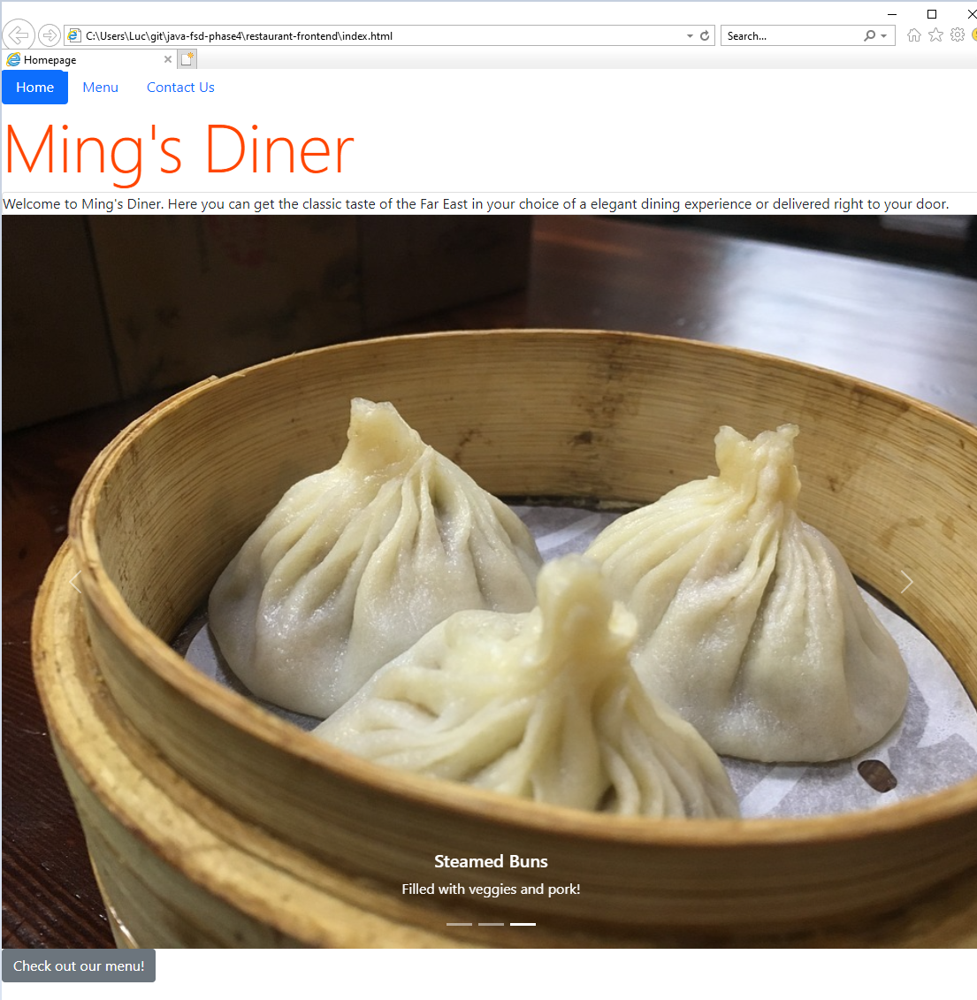 C:\Users\Luc\git\java-fsd-phase4\restaurant-frontend\index.html
Search...
Homepage
Home Menu Contact Us
Ming's Diner
Welcome to Ming's Diner. Here you can get the classic taste of the Far East in your choice of a elegant dining experience or delivered right to your door.
Steamed Buns
Filled with veggies and pork!
Check out our menu!